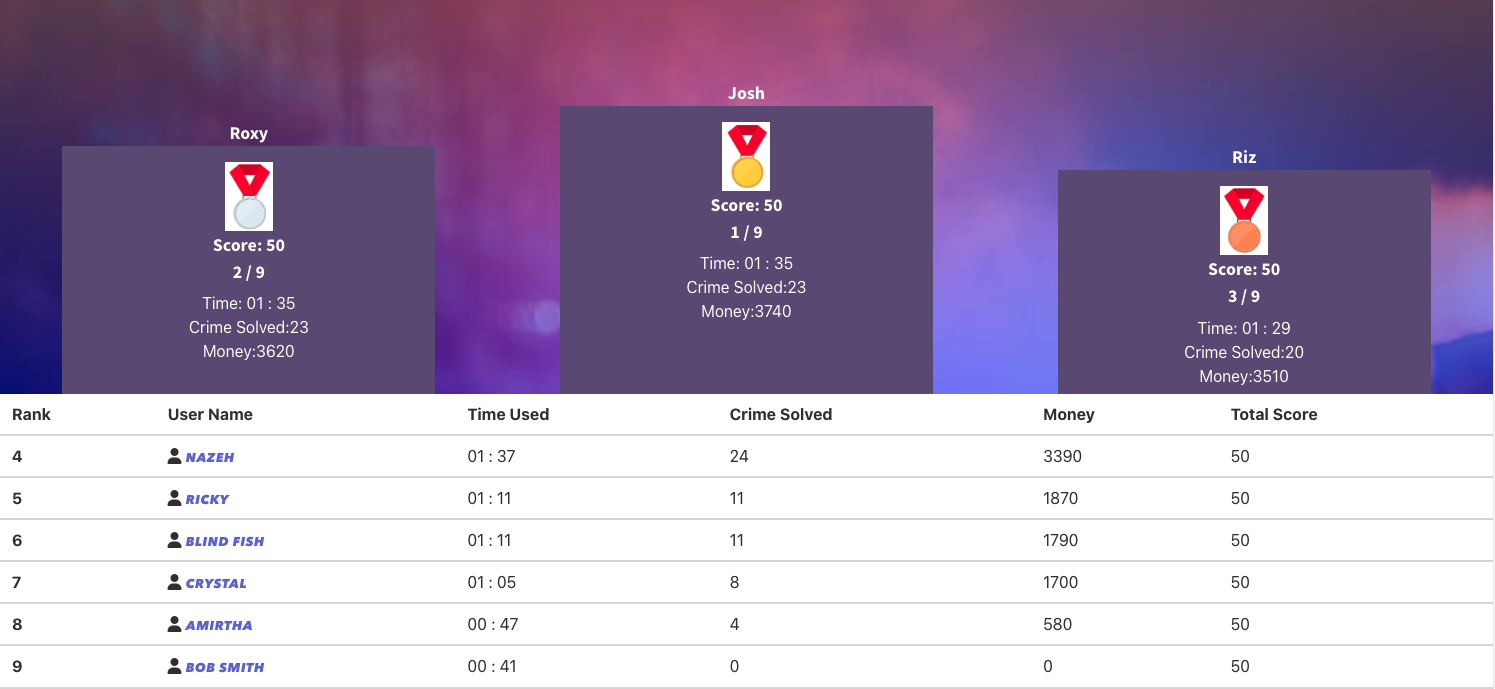 Josh
Score: 50
1 / 9
Time: 01 : 35
Crime Solved:23
Money:3740
Roxy
Score: 50
2 / 9
Time: 01 : 35
Crime Solved:23
Money:3620
Riz
Score: 50
3 / 9
Time: 01 : 29
Crime Solved:20
Money:3510
Rank User Name Time Used Crime Solved Money Total Score
4 NAZEH 01 : 37 24 3390 50
5 RICKY 01 : 11 11 1870 50
6 BLIND FISH 01 : 11 11 1790 50
7 CRYSTAL 01 : 05 8 1700 50
8 AMIRTHA 00 : 47 4 580 50
9 BOB SMITH 00 : 41 0 0 50